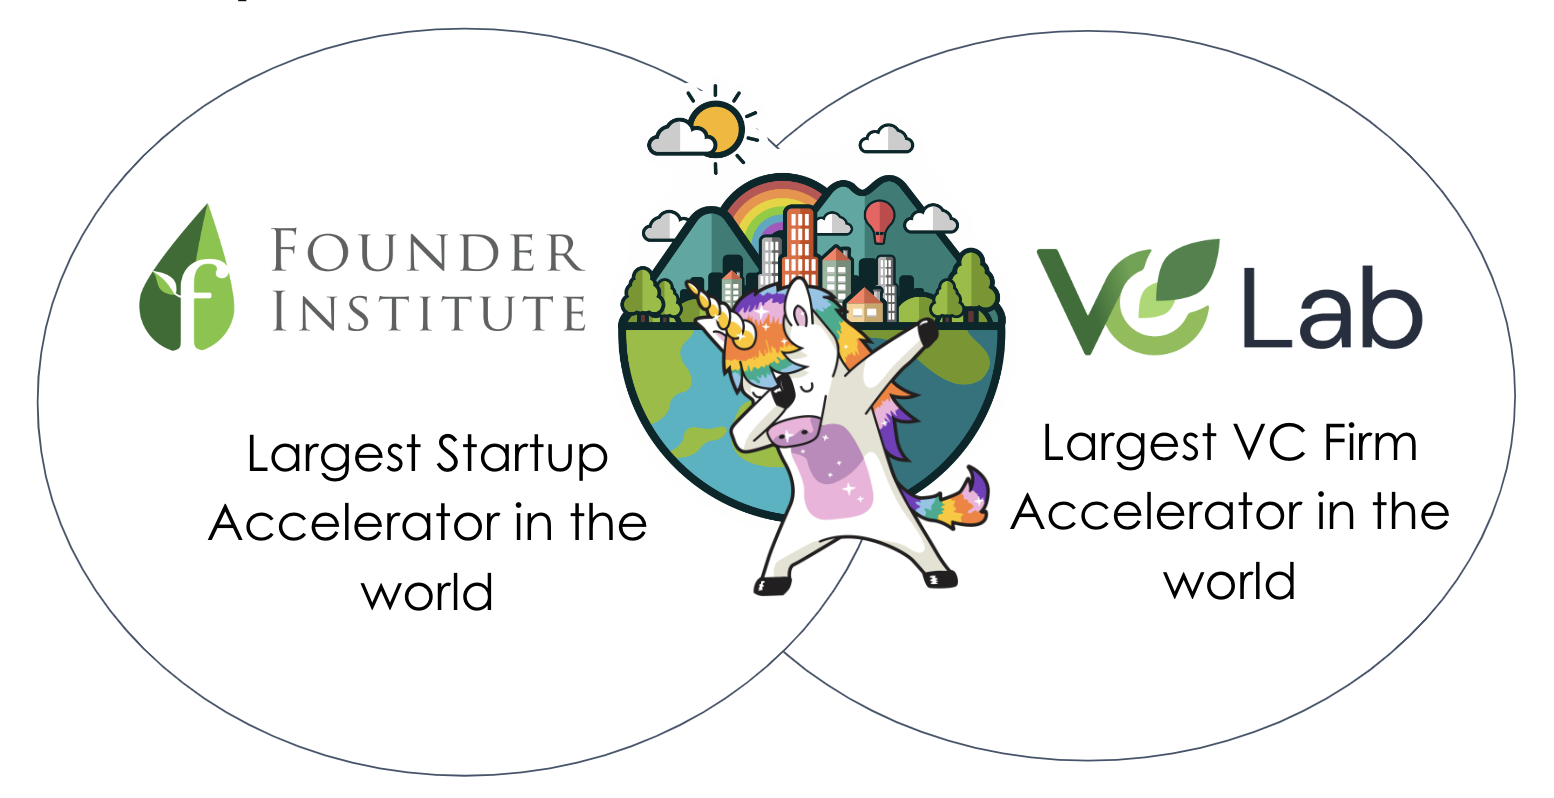 FOUNDER
INSTITUTE
Largest Startup
Accelerator in the
world
VC Lab
Largest VC Firm
Accelerator in the
world